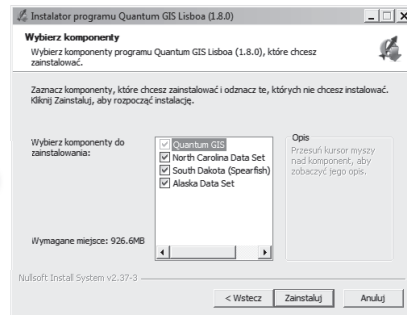 Instalator programu Quantum GIS Lisboa (1.8.0)
Wybierz komponenty
Wybierz komponenty programu Quantum GIS Lisboa (1.8.0), które chcesz
zainstalować.
Zaznacz komponenty, które chcesz zainstalować i odznacz te, których nie chcesz instalować.
Kliknij Zainstaluj, aby rozpocząć instalację.
Wybierz komponenty do
zainstalowania:
Quantum GIS
North Carolina Data Set
South Dakota (Spearfish)
Alaska Data Set
Opis
Przesuń kursor myszy
nad komponent, aby
zobaczyć jego opis.
Wymagane miejsce: 926.6MB
Nullsoft Install System v2.37-3
< Wstecz
Zainstaluj
Anuluj